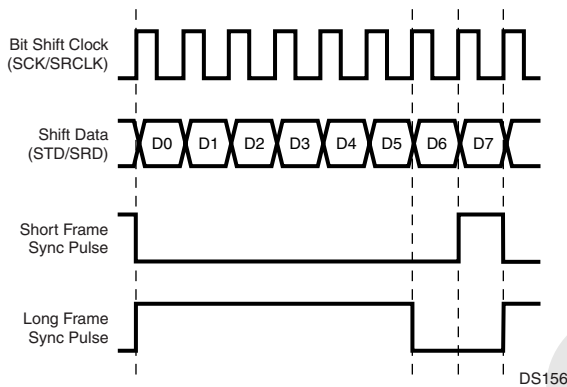 Bit Shift Clock
(SCK/SRCLK)
Shift Data
(STD/SRD)
D0 D1 D2 D3 D4 D5 D6 D7
Short Frame
Sync Pulse
Long Frame
Sync Pulse
DS156